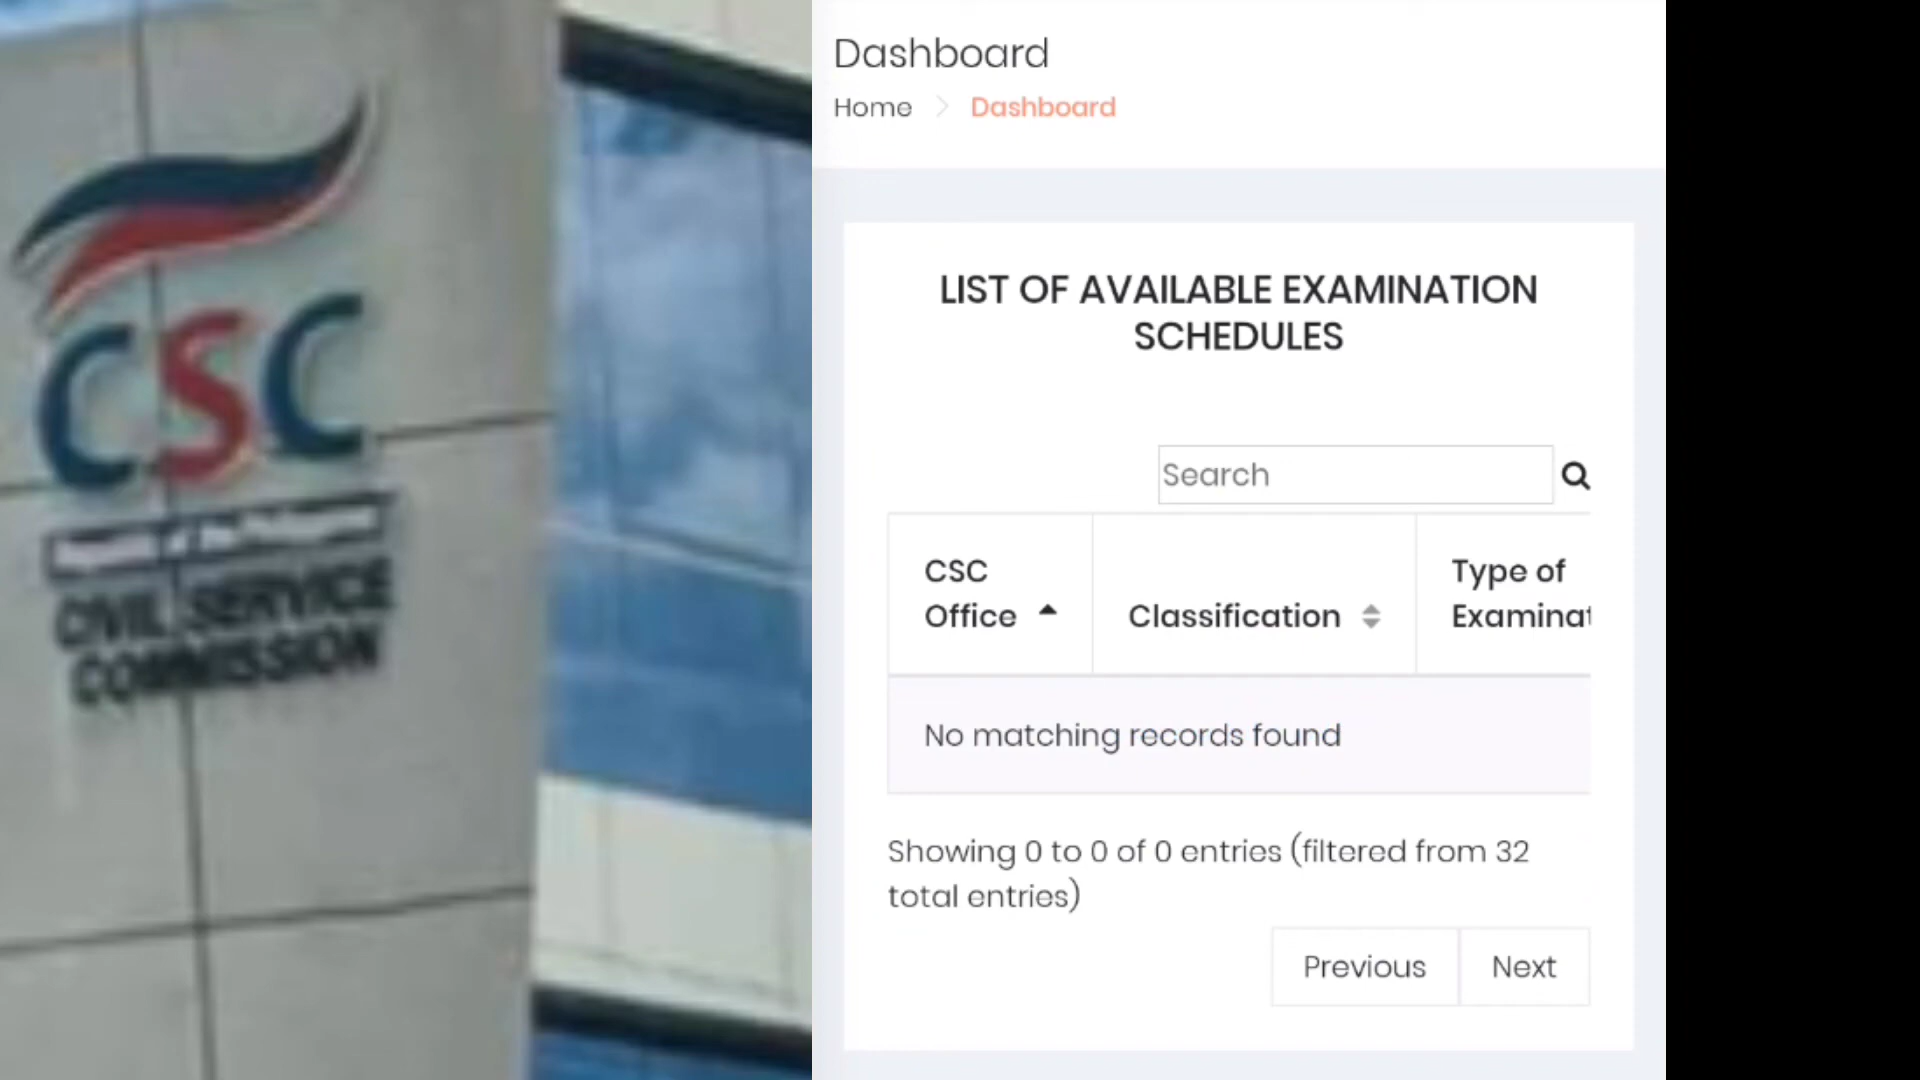 CSC
CIVIL SERVICE
COMMISSION
Dashboard
Home > Dashboard
LIST OF AVAILABLE EXAMINATION
SCHEDULES
Search
CSC
Office
Classification
Type of
Examinat
No matching records found
Showing 0 to 0 of 0 entries (filtered from 32
total entries)
Previous
Next